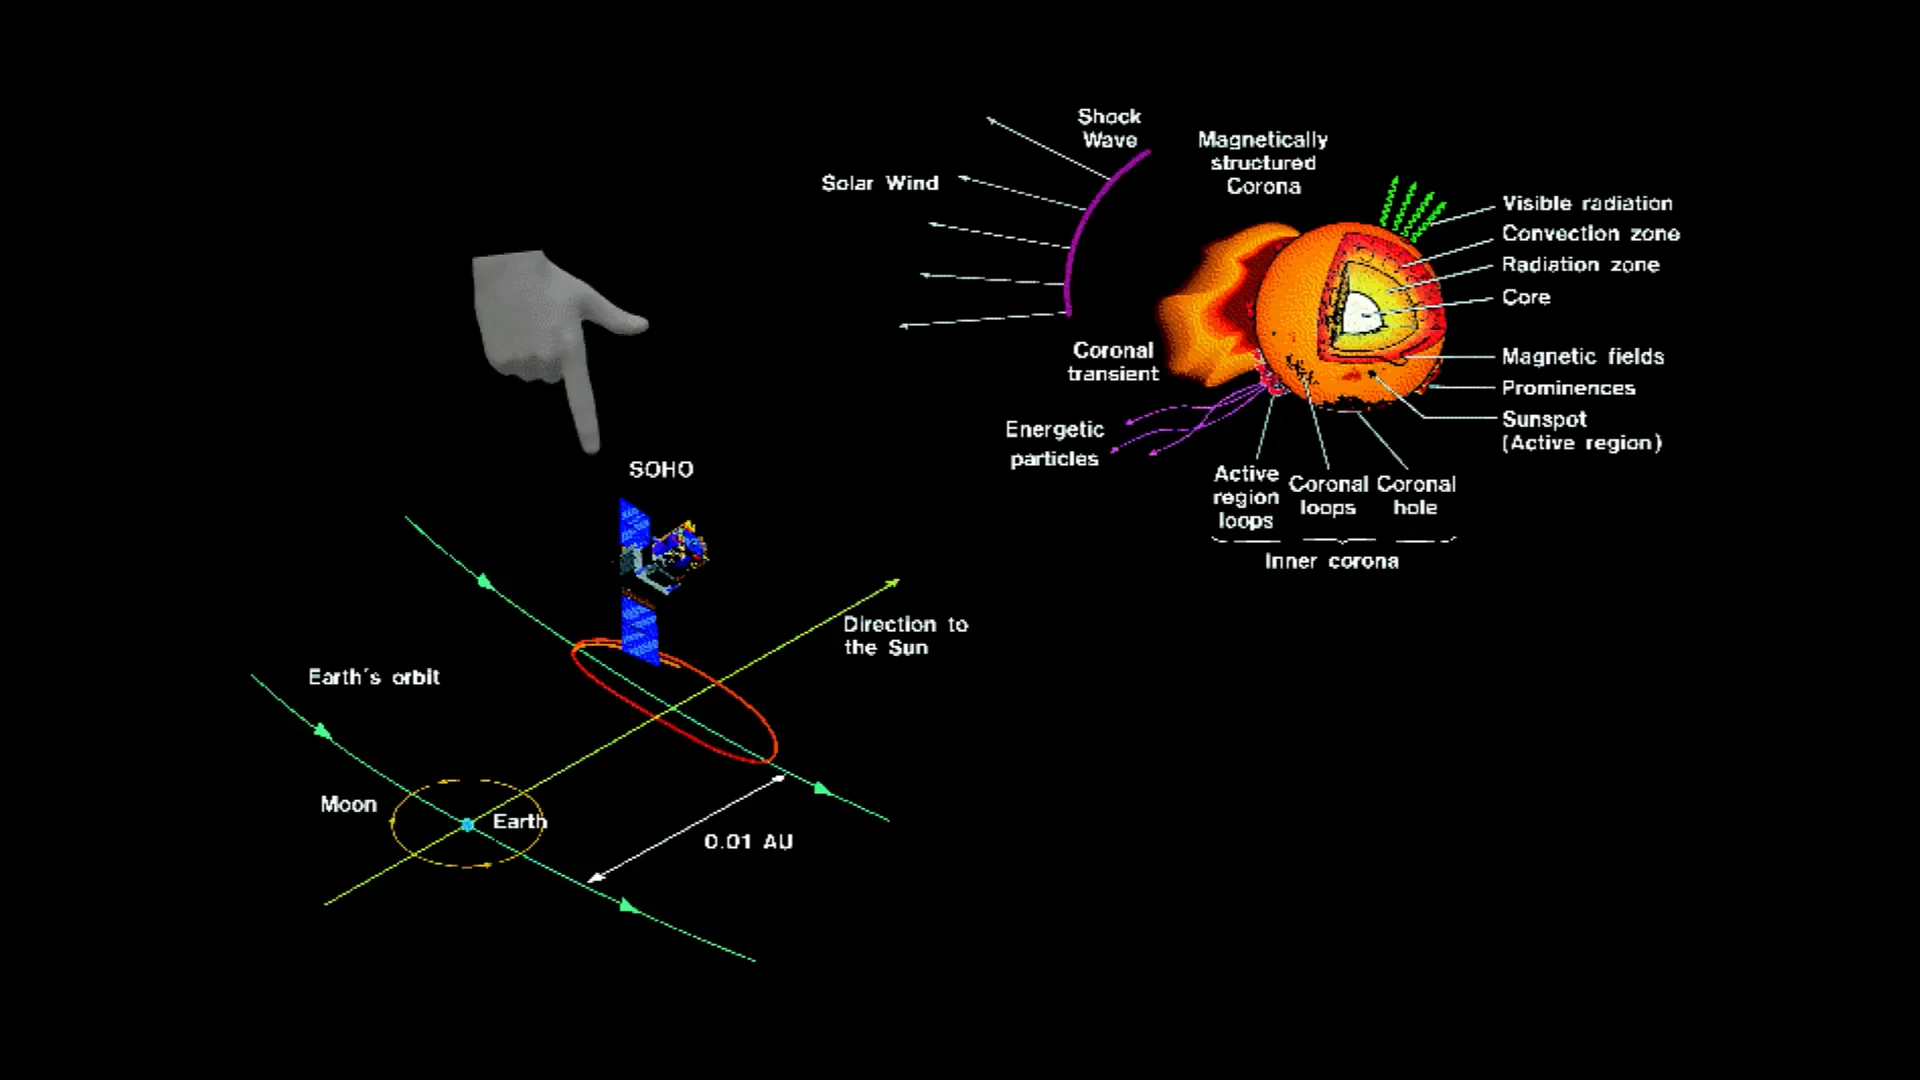 Shock
Wave
Magnetically
structured
Corona
Solar Wind
Visible radiation
Convection zone
Radiation zone
Core
Coronal
transient
Magnetic fields
Prominences
Sunspot
(Active region)
Energetic
particles
Active
region
loops
Coronal
loops
Coronal
hole
Inner corona
SOHO
Direction to
the Sun
Earth's orbit
Moon
Earth
0.01 AU